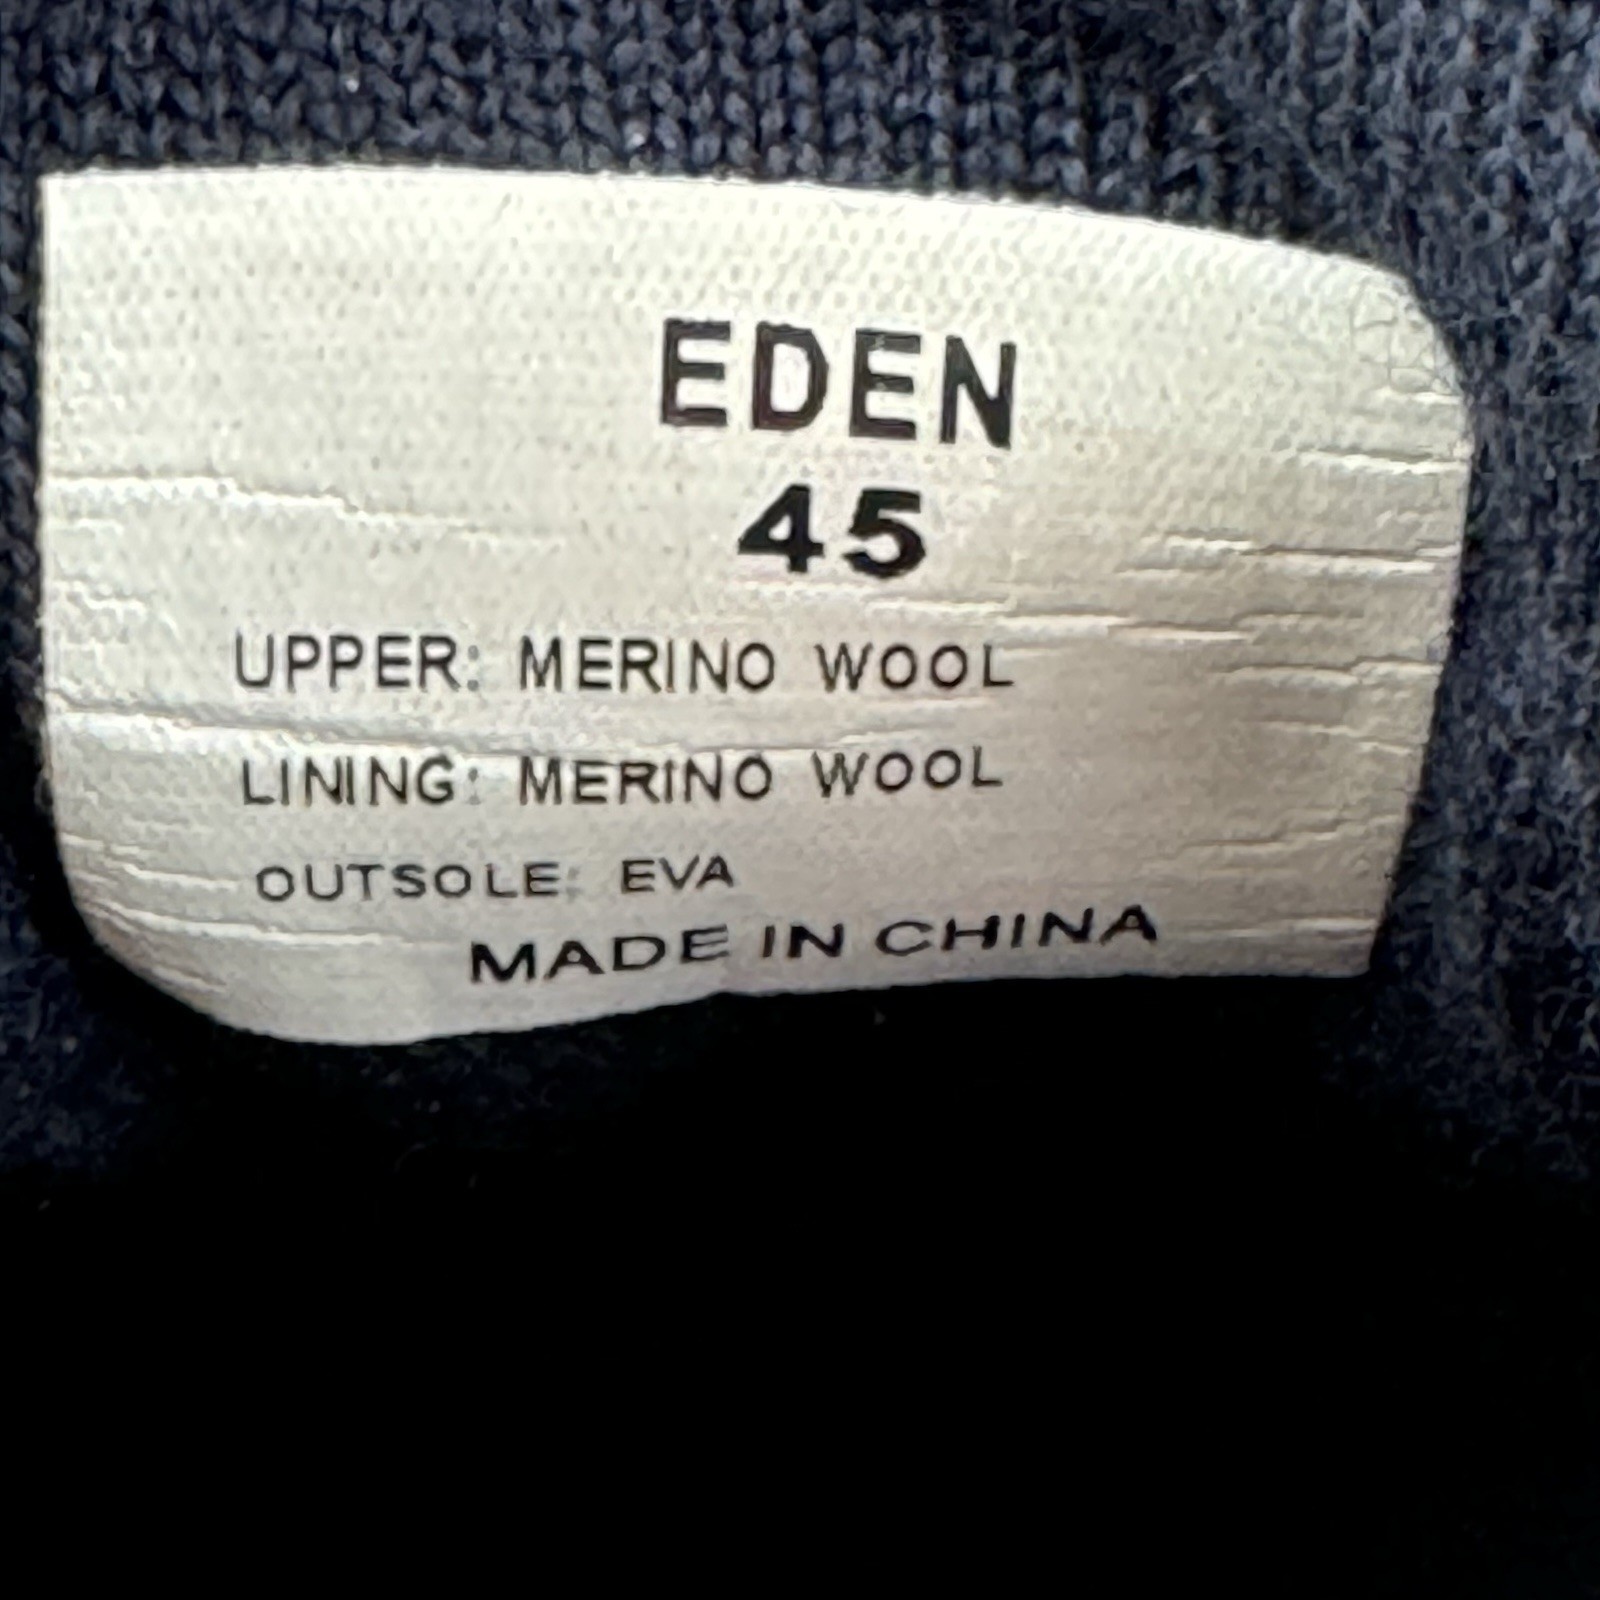 EDEN
45
UPPER: MERINO WOOL
LINING: MERINO WOOL
OUTSOLE: EVA
MADE IN CHINA